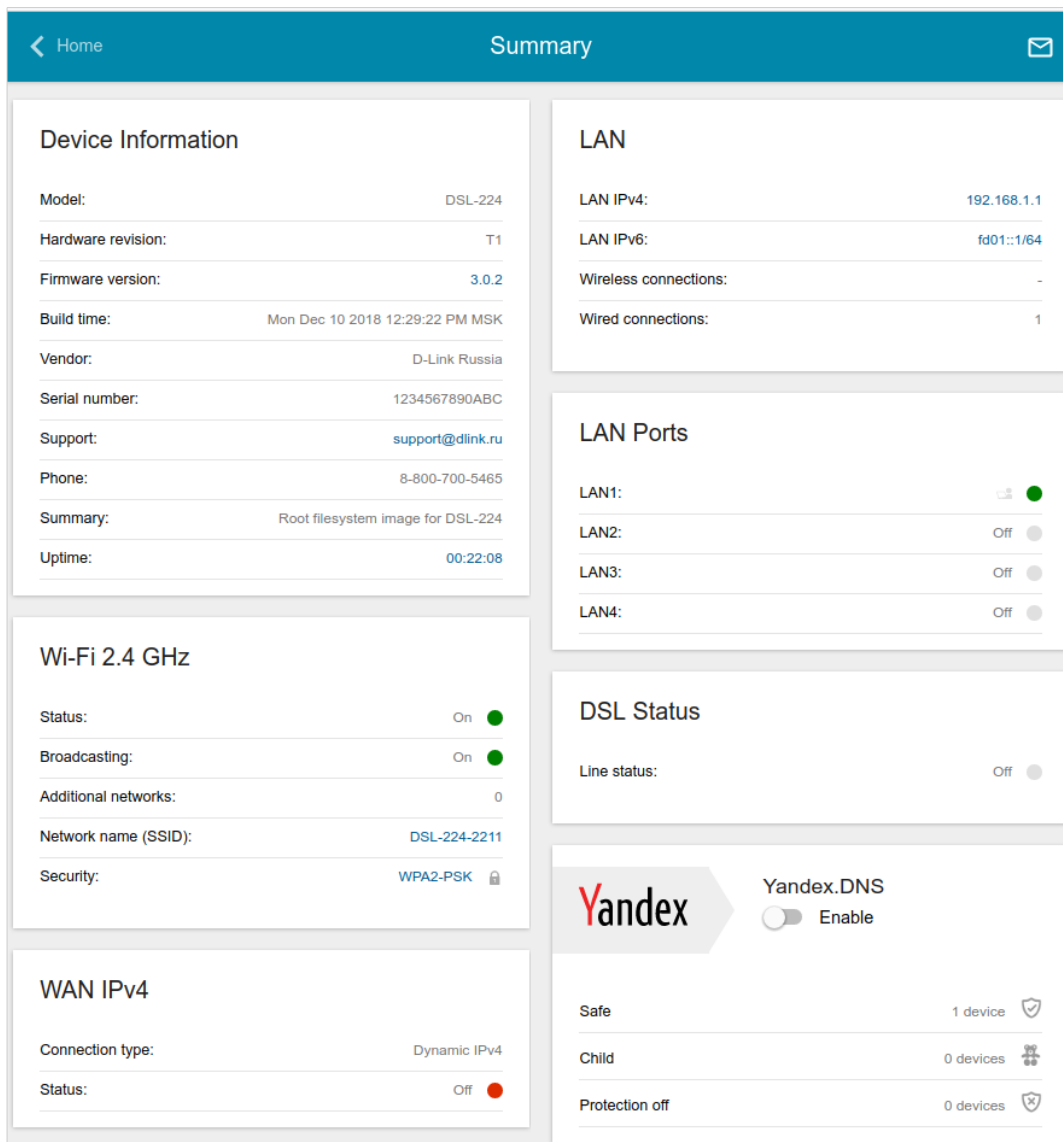 Home
Summary
Device Information
Model: DSL-224
Hardware revision: T1
Firmware version: 3.0.2
Build time: Mon Dec 10 2018 12:29:22 PM MSK
Vendor: D-Link Russia
Serial number: 1234567890ABC
Support: support@dlink.ru
Phone: 8-800-700-5465
Summary: Root filesystem image for DSL-224
Uptime: 00:22:08
Wi-Fi 2.4 GHz
Status: On
Broadcasting: On
Additional networks: 0
Network name (SSID): DSL-224-2211
Security: WPA2-PSK
WAN IPv4
Connection type: Dynamic IPv4
Status: Off
LAN
LAN IPv4: 192.168.1.1
LAN IPv6: fd01::1/64
Wireless connections: -
Wired connections: 1
LAN Ports
LAN1:
LAN2: Off
LAN3: Off
LAN4: Off
DSL Status
Line status: Off
Yandex
Yandex.DNS
Enable
Safe 1 device
Child 0 devices
Protection off 0 devices